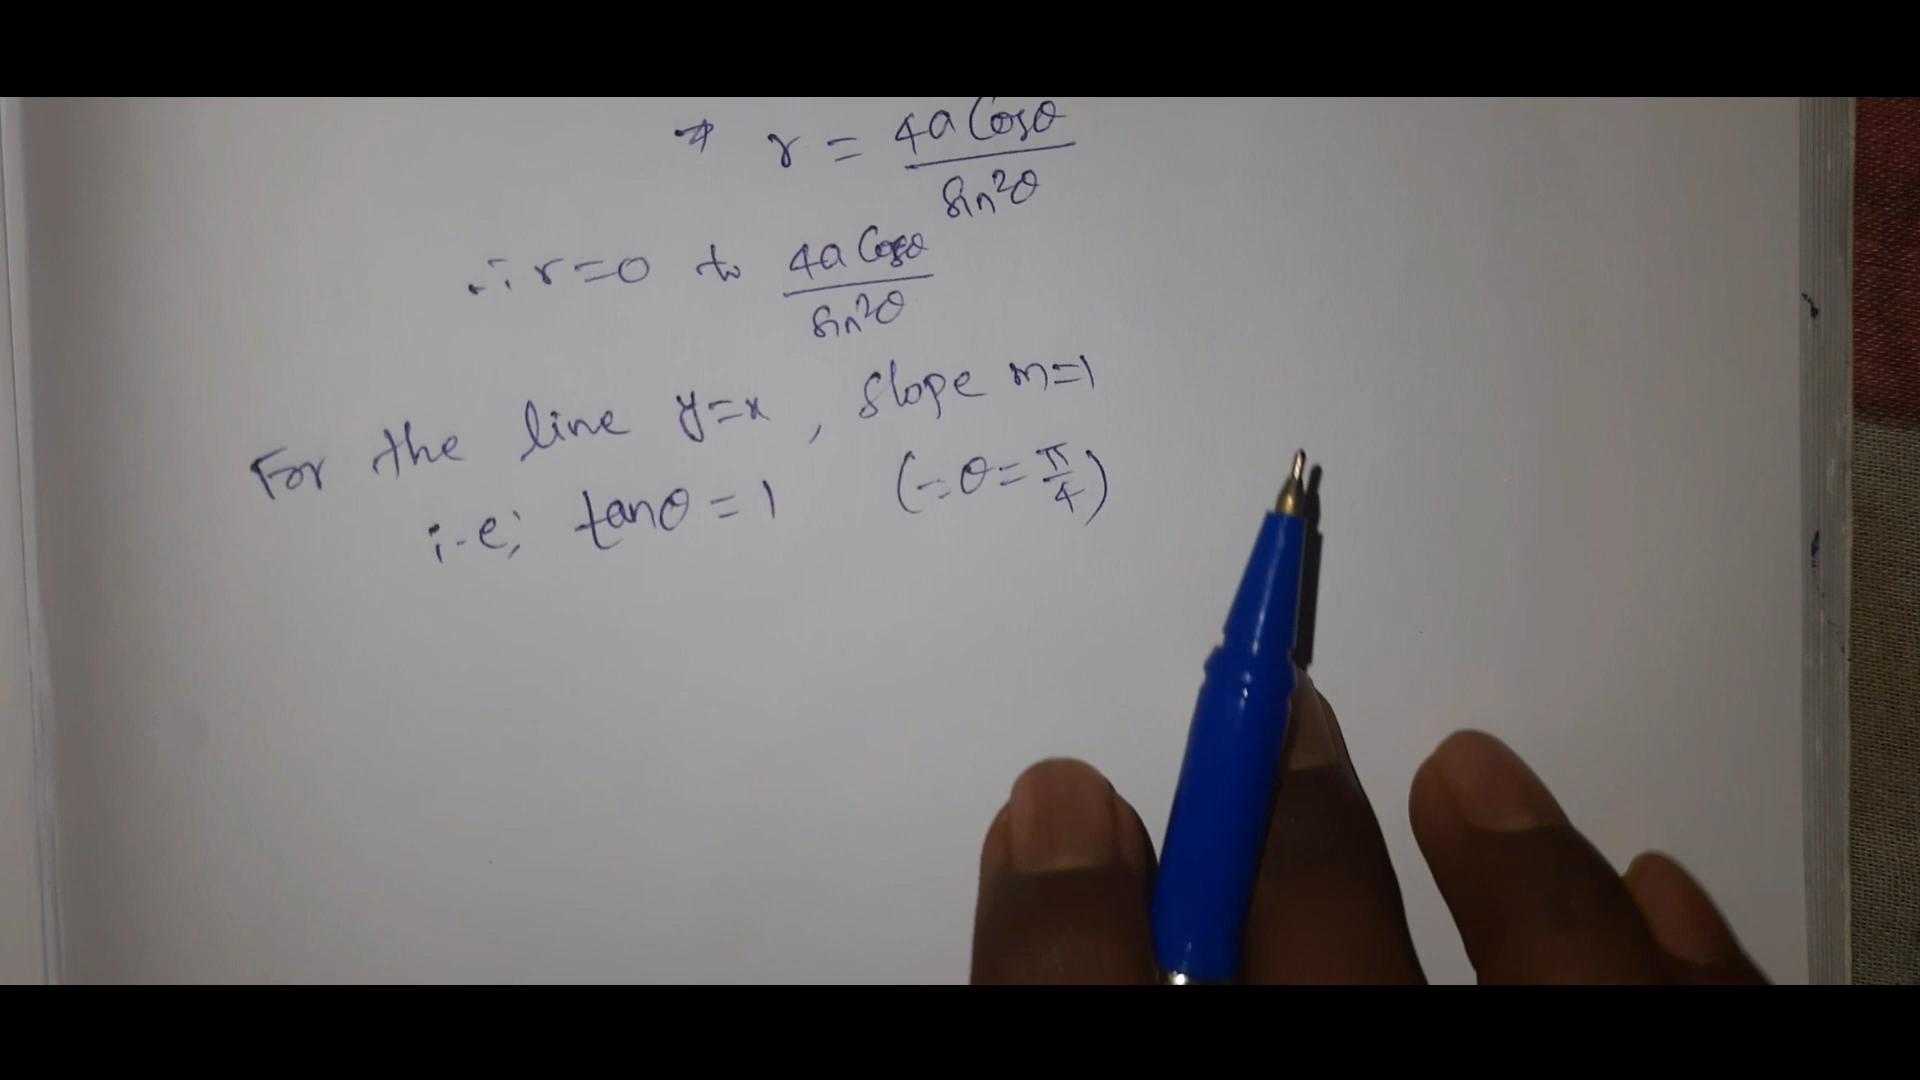 ⇒ r = 4a Cosθ / Sin²θ
∴ r=0 to 4a Cosθ / Sin²θ
For the line y=x, Slope m=1
i.e; tanθ = 1 (∴ θ = π/4)